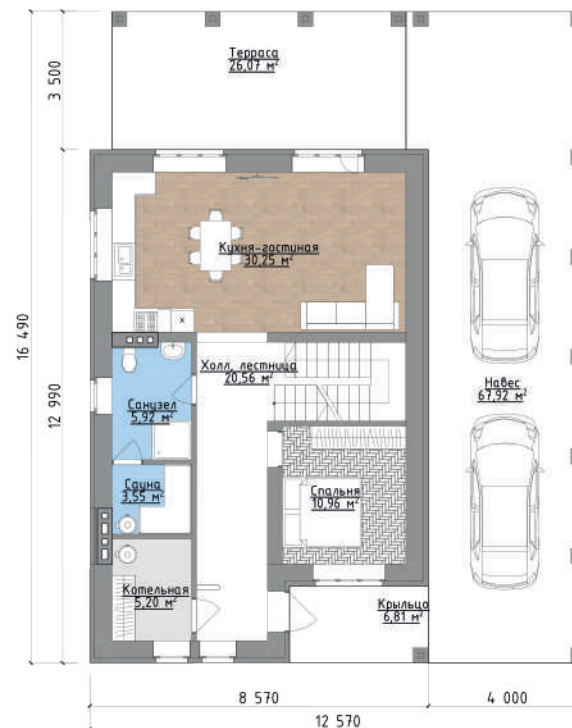 Терраса
26,07 м²
3 500
Кухня-гостиная
30,25 м²
16 490
12 990
Холл, лестница
20,56 м²
Санузел
5,92 м²
Навес
67,92 м²
Сауна
3,55 м²
Спальня
10,96 м²
Котельная
5,20 м²
Крыльцо
6,81 м²
8 570
4 000
12 570